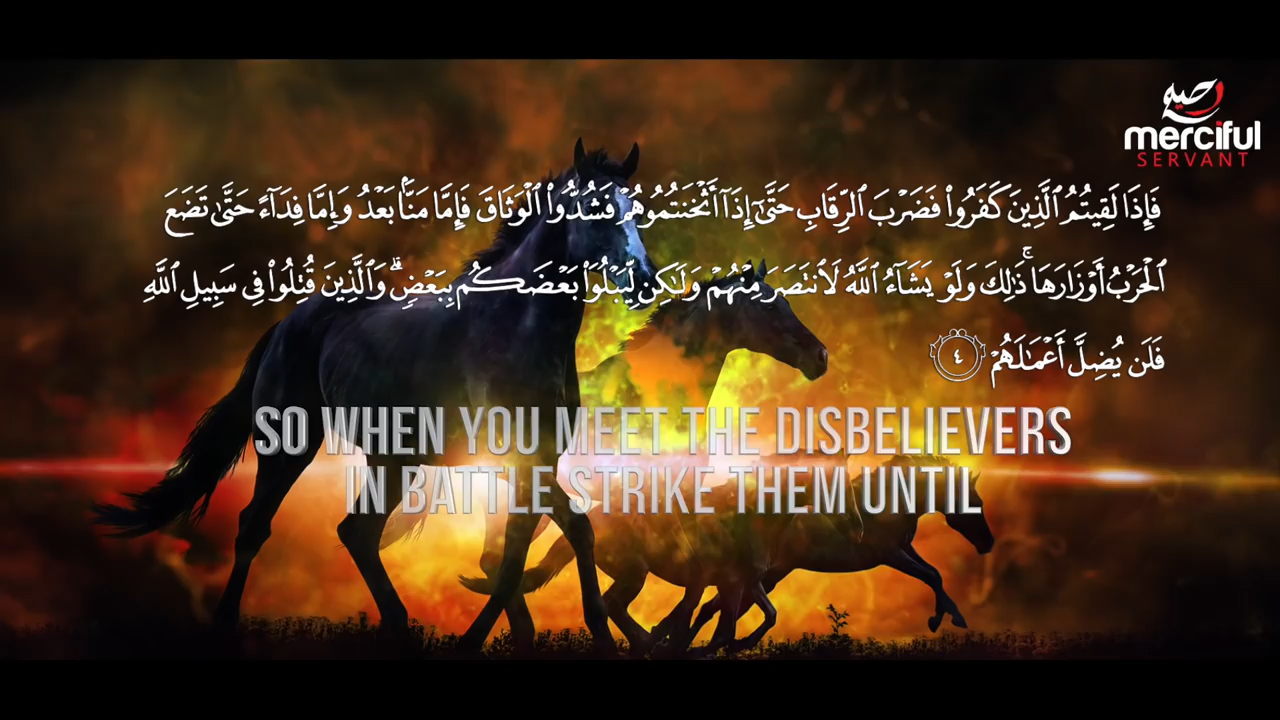 رحيم
merciful
SERVANT
فَإِذَا لَقِيتُمُ ٱلَّذِينَ كَفَرُوا۟ فَضَرْبَ ٱلرِّقَابِ حَتَّىٰٓ إِذَآ أَثْخَنتُمُوهُمْ فَشُدُّوا۟ ٱلْوَثَاقَ فَإِمَّا مَنًّۢا بَعْدُ وَإِمَّا فِدَآءً حَتَّىٰ تَضَعَ
ٱلْحَرْبُ أَوْزَارَهَا ۚ ذَٰلِكَ وَلَوْ يَشَآءُ ٱللَّهُ لَٱنتَصَرَ مِنْهُمْ وَلَـٰكِن لِّيَبْلُوَا۟ بَعْضَكُم بِبَعْضٍ ۗ وَٱلَّذِينَ قُتِلُوا۟ فِى سَبِيلِ ٱللَّهِ
فَلَن يُضِلَّ أَعْمَـٰلَهُمْ ٤
SO WHEN YOU MEET THE DISBELIEVERS
IN BATTLE STRIKE THEM UNTIL